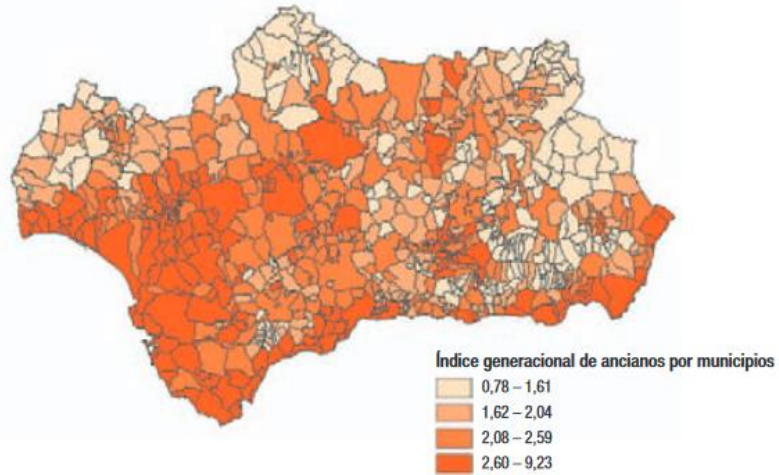 Índice generacional de ancianos por municipios
0,78 – 1,61
1,62 – 2,04
2,08 – 2,59
2,60 – 9,23